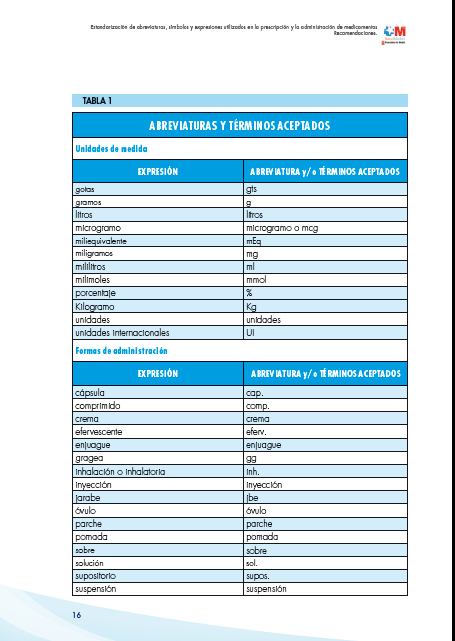 Estandarización de abreviaturas, símbolos y expresiones utilizados en la prescripción y la administración de medicamentos
Recomendaciones.
TABLA 1
ABREVIATURAS Y TÉRMINOS ACEPTADOS
Unidades de medida
EXPRESIÓN ABREVIATURA y/o TÉRMINOS ACEPTADOS
gotas gts
gramos g
litros litros
microgramo microgramo o mcg
miliequivalente mEq
miligramos mg
mililitros ml
milimoles mmol
porcentaje %
Kilogramo Kg
unidades unidades
unidades internacionales UI
Formas de administración
EXPRESIÓN ABREVIATURA y/o TÉRMINOS ACEPTADOS
cápsula cap.
comprimido comp.
crema crema
efervescente eferv.
enjuague enjuague
gragea gg
inhalación o inhalatoria inh.
inyección inyección
jarabe jbe
óvulo óvulo
parche parche
pomada pomada
sobre sobre
solución sol.
supositorio supos.
suspensión suspensión
16